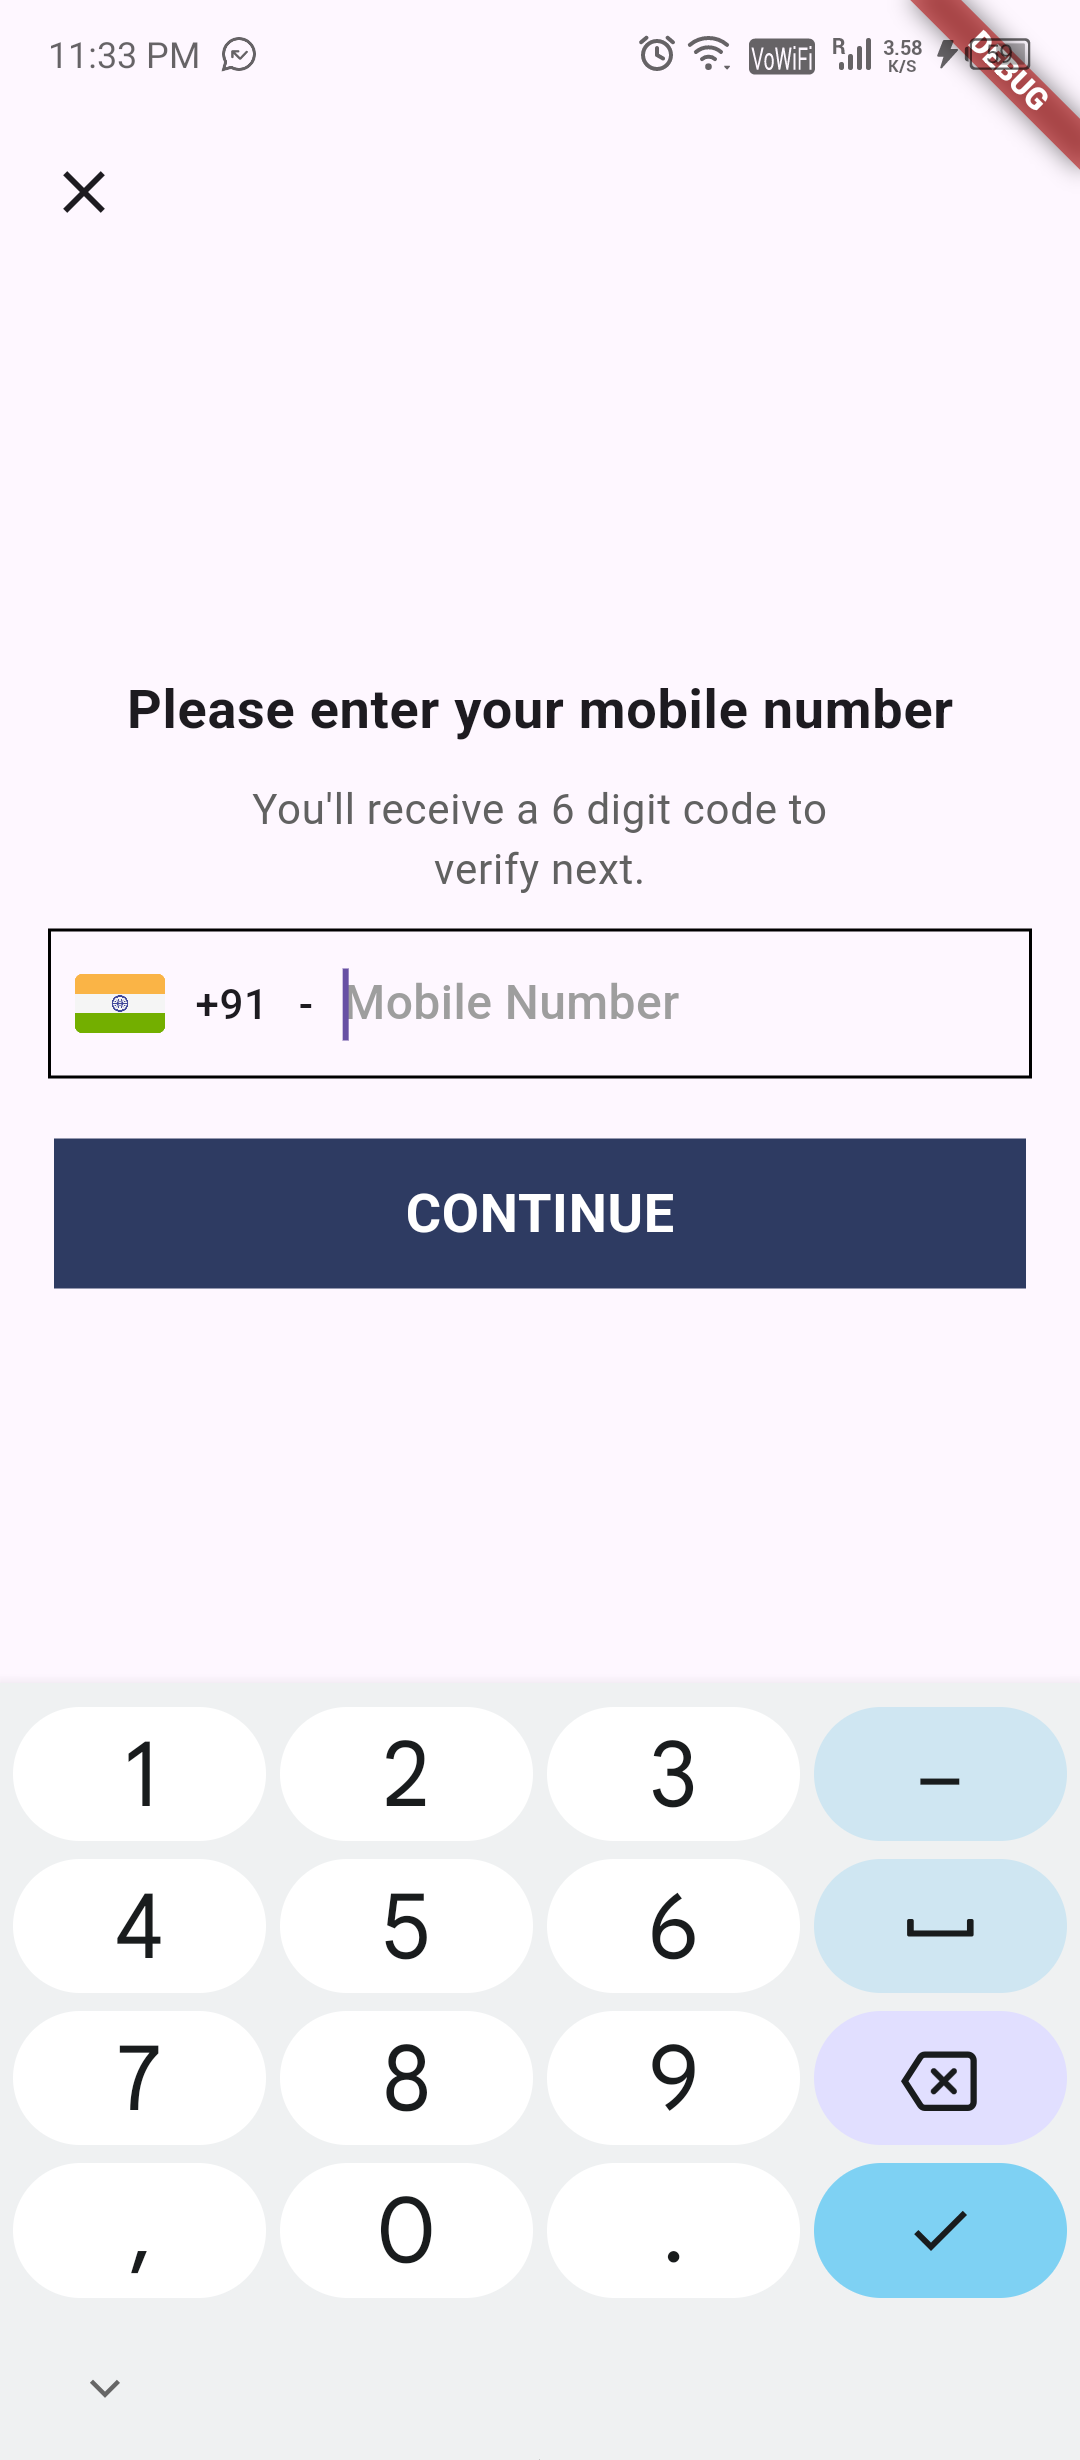 11:33 PM
VoWiFi R 3.58 K/S
DEBUG
Please enter your mobile number
You'll receive a 6 digit code to
verify next.
+91 - Mobile Number
CONTINUE
1 2 3 –
4 5 6
7 8 9
, 0 .